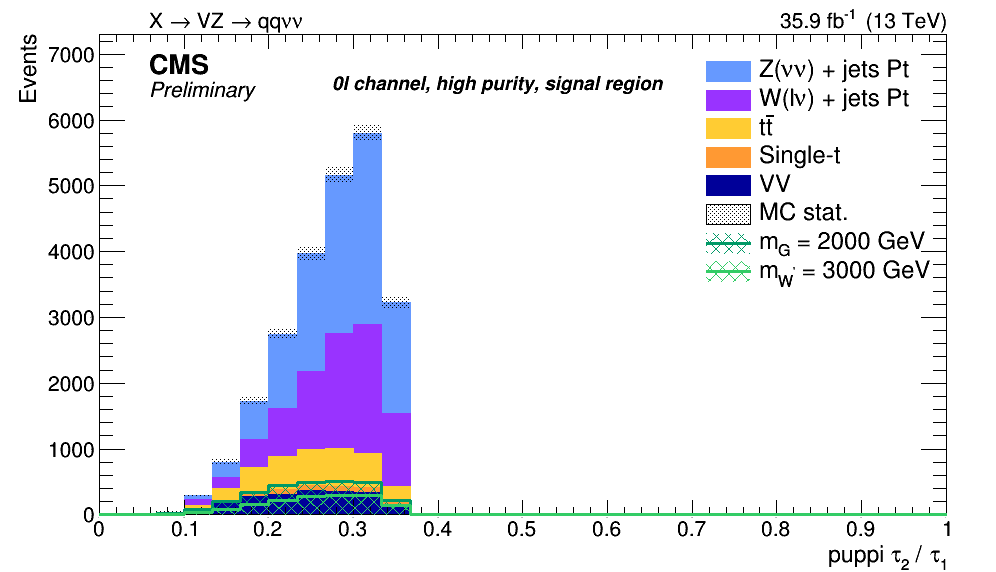 X → VZ → qqνν
35.9 fb⁻¹ (13 TeV)
Events
CMS
Preliminary
0l channel, high purity, signal region
Z(νν) + jets Pt
W(lν) + jets Pt
tt̄
Single-t
VV
MC stat.
m_G = 2000 GeV
m_W' = 3000 GeV
7000
6000
5000
4000
3000
2000
1000
0
0 0.1 0.2 0.3 0.4 0.5 0.6 0.7 0.8 0.9 1
puppi τ₂ / τ₁